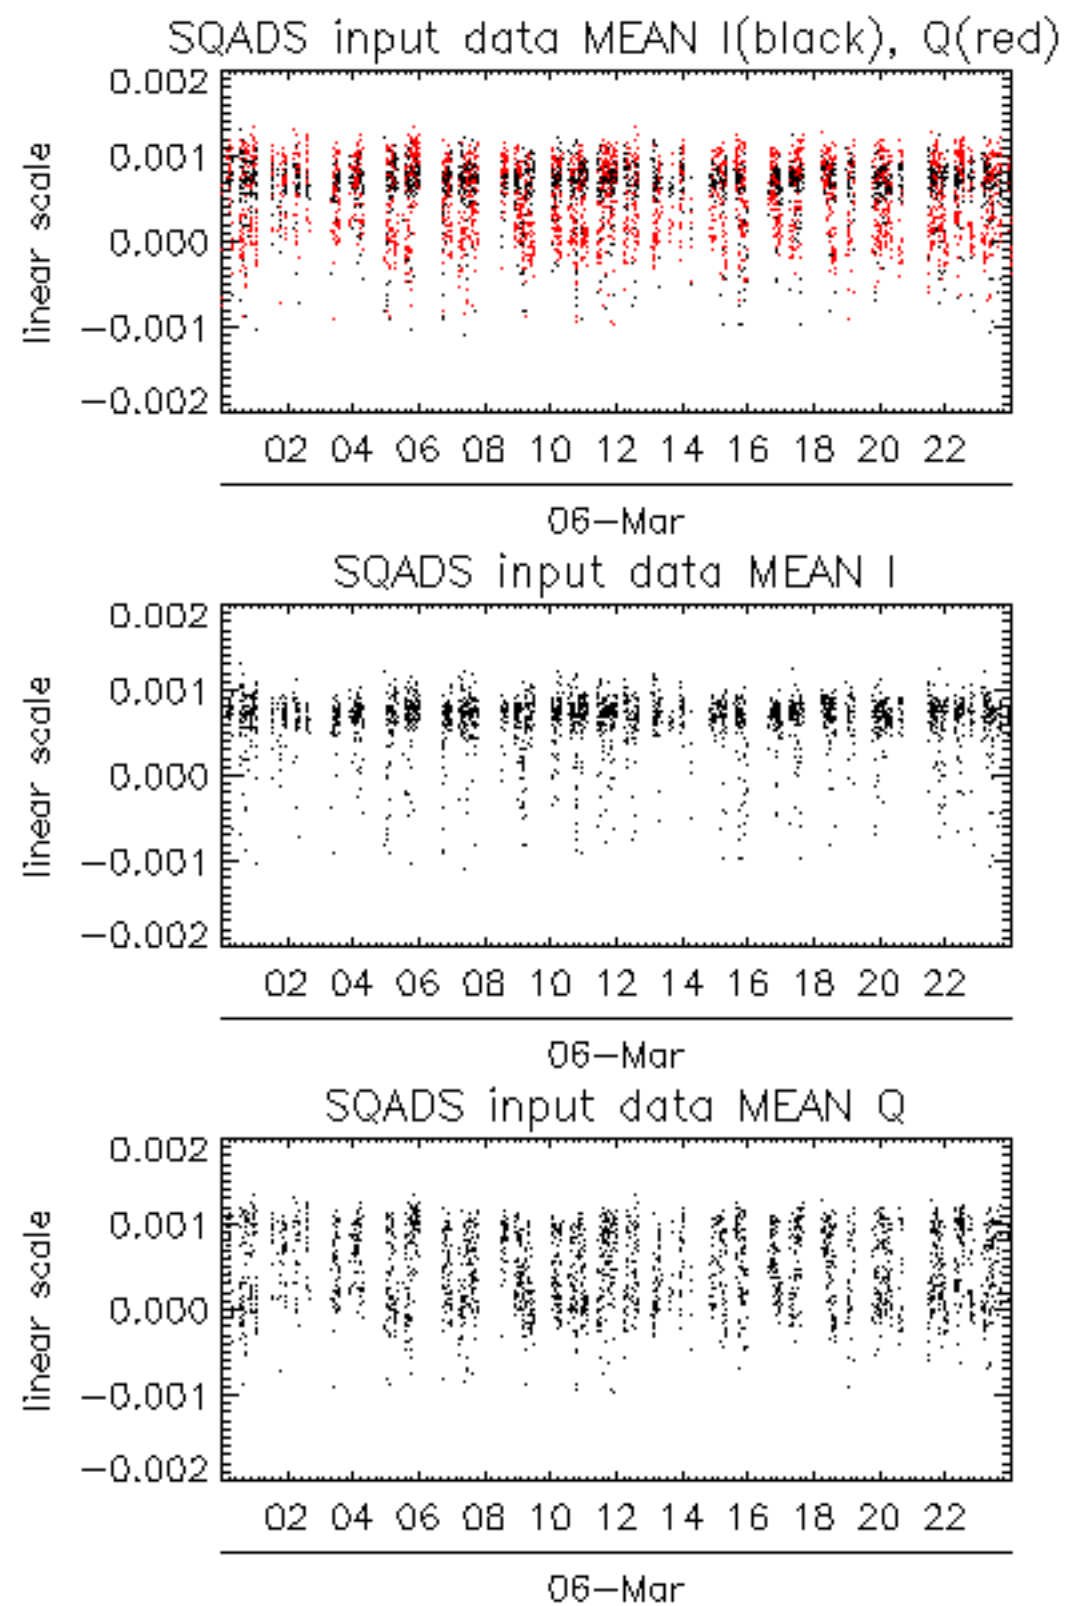 SQADS input data MEAN I(black), Q(red)
0.002
0.001
0.000
−0.001
−0.002
linear scale
02 04 06 08 10 12 14 16 18 20 22
06−Mar
SQADS input data MEAN I
0.002
0.001
0.000
−0.001
−0.002
linear scale
02 04 06 08 10 12 14 16 18 20 22
06−Mar
SQADS input data MEAN Q
0.002
0.001
0.000
−0.001
−0.002
linear scale
02 04 06 08 10 12 14 16 18 20 22
06−Mar